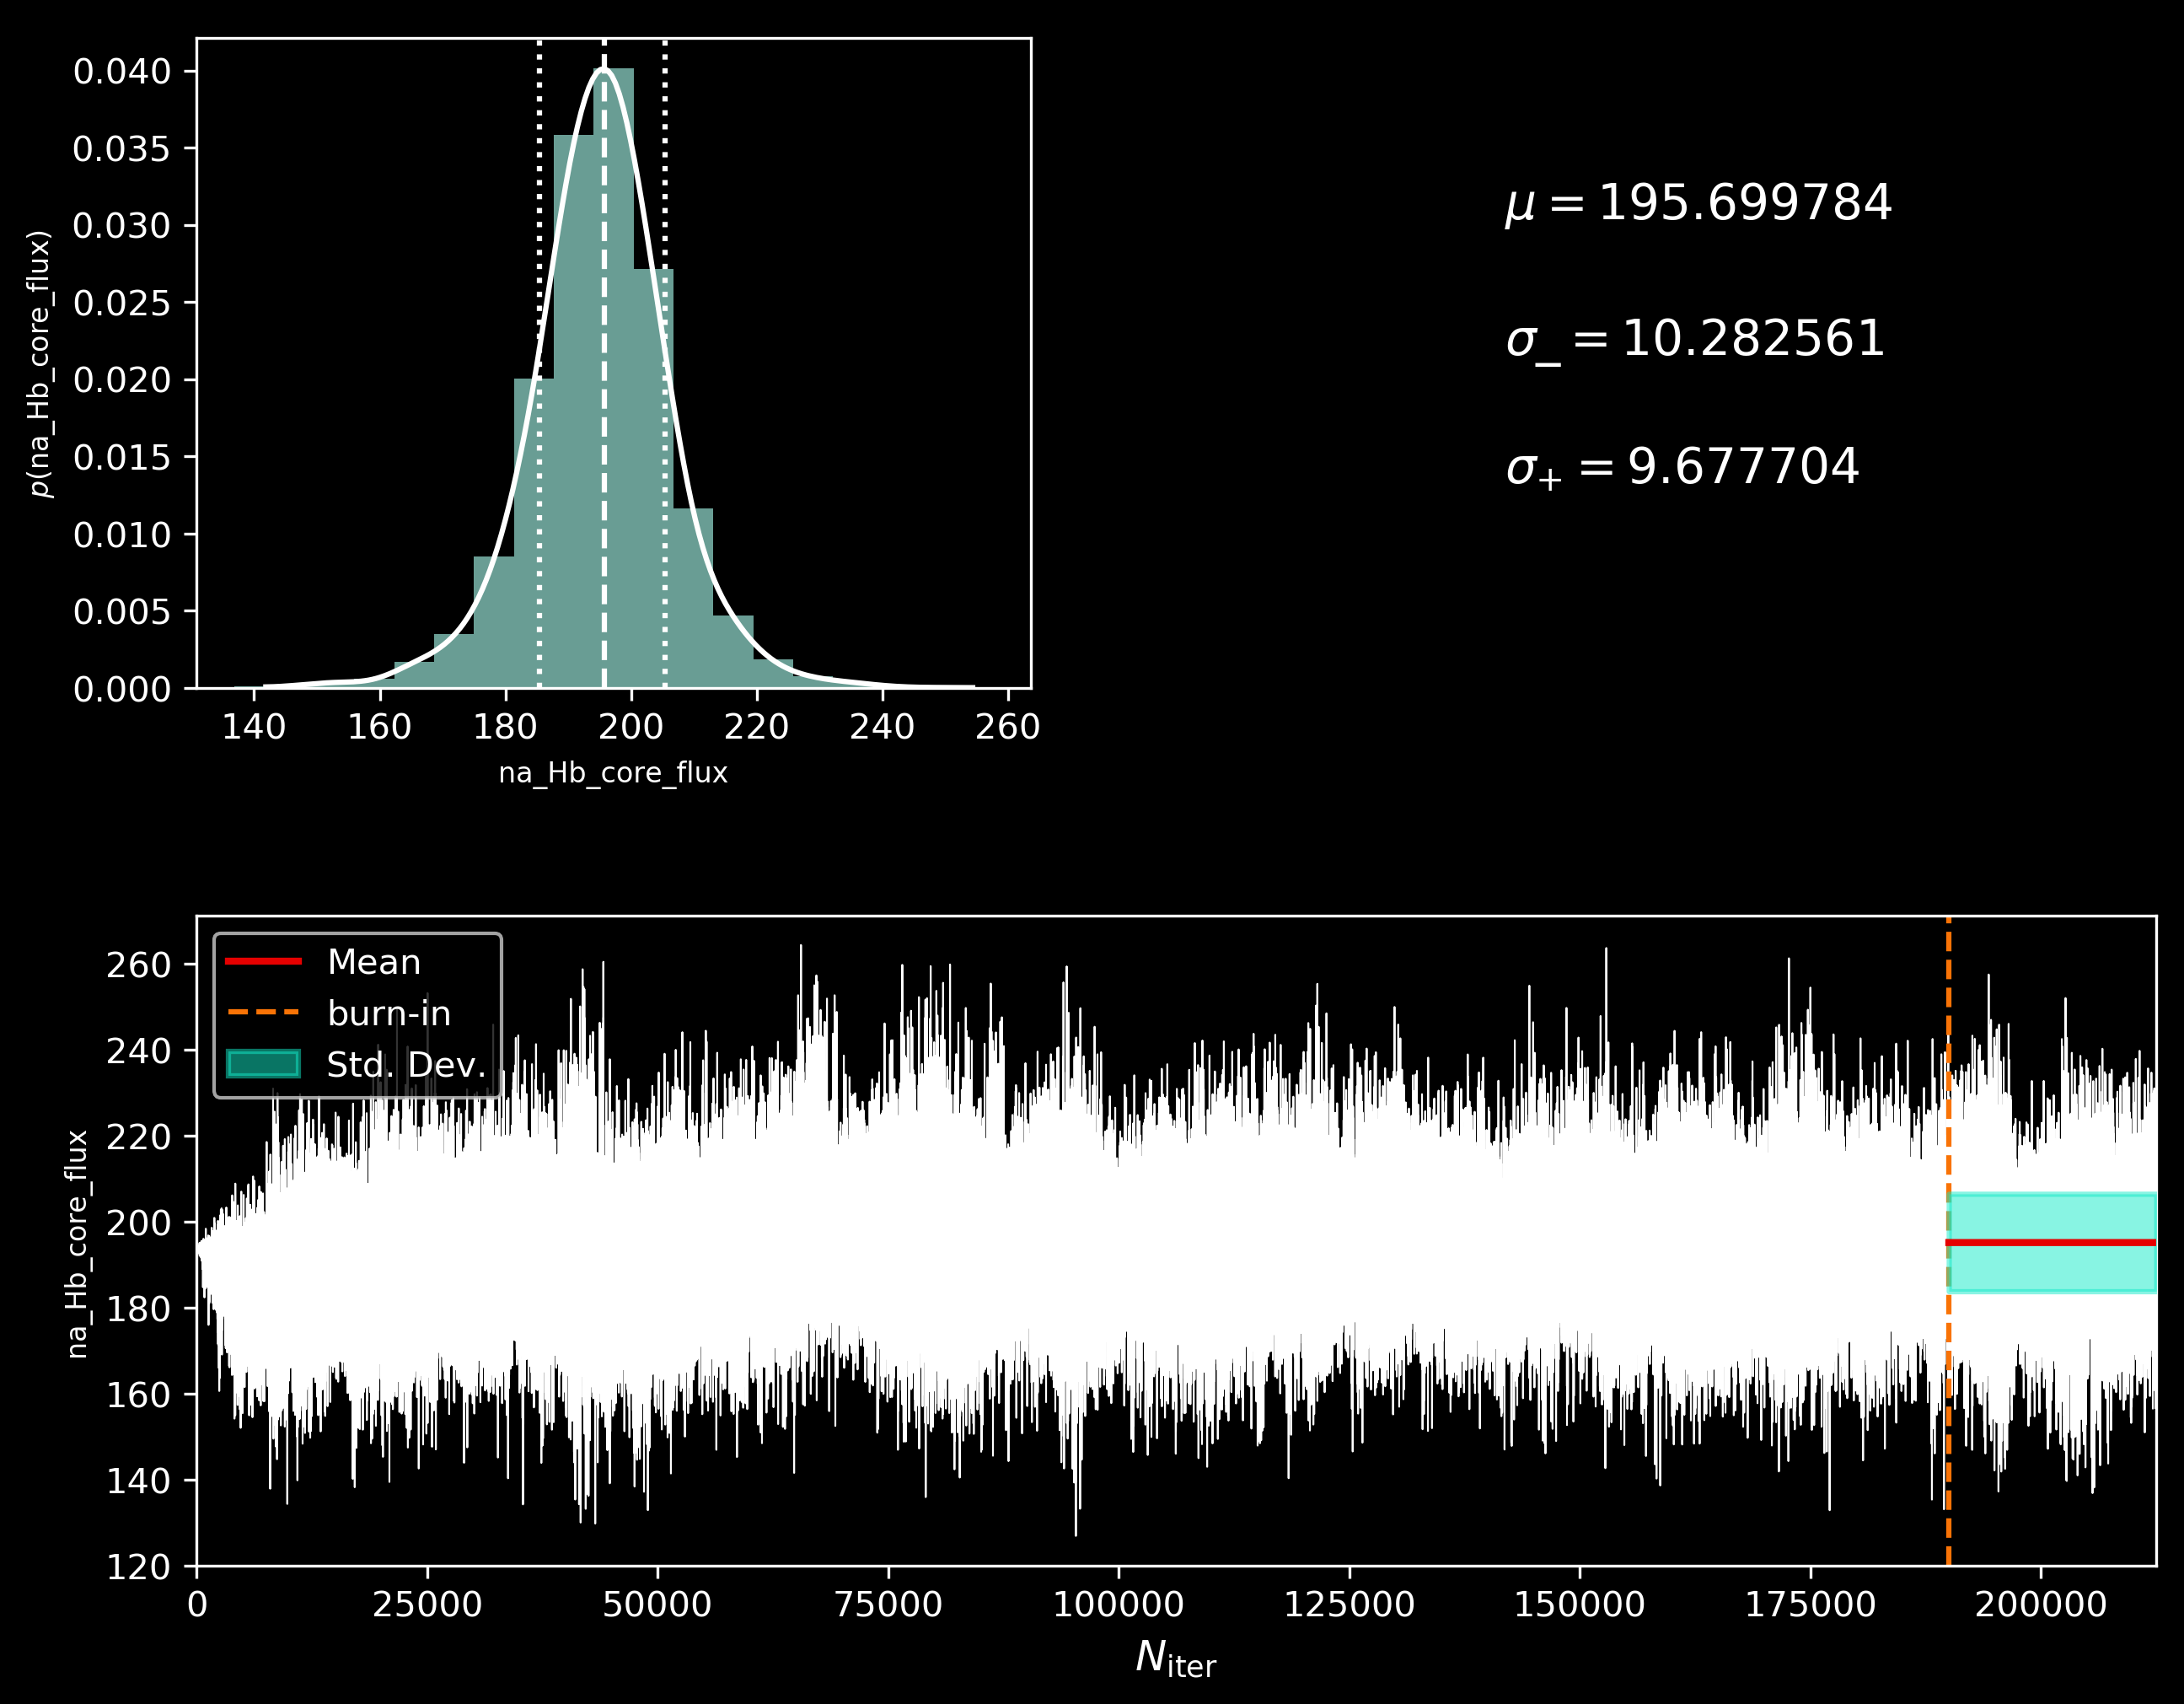 0.040
0.035
0.030
0.025
0.020
0.015
0.010
0.005
0.000
p(na_Hb_core_flux)
140 160 180 200 220 240 260
na_Hb_core_flux
μ = 195.699784
σ_ = 10.282561
σ+ = 9.677704
Mean
burn-in
Std. Dev.
260
240
220
200
180
160
140
120
na_Hb_core_flux
0 25000 50000 75000 100000 125000 150000 175000 200000
Niter